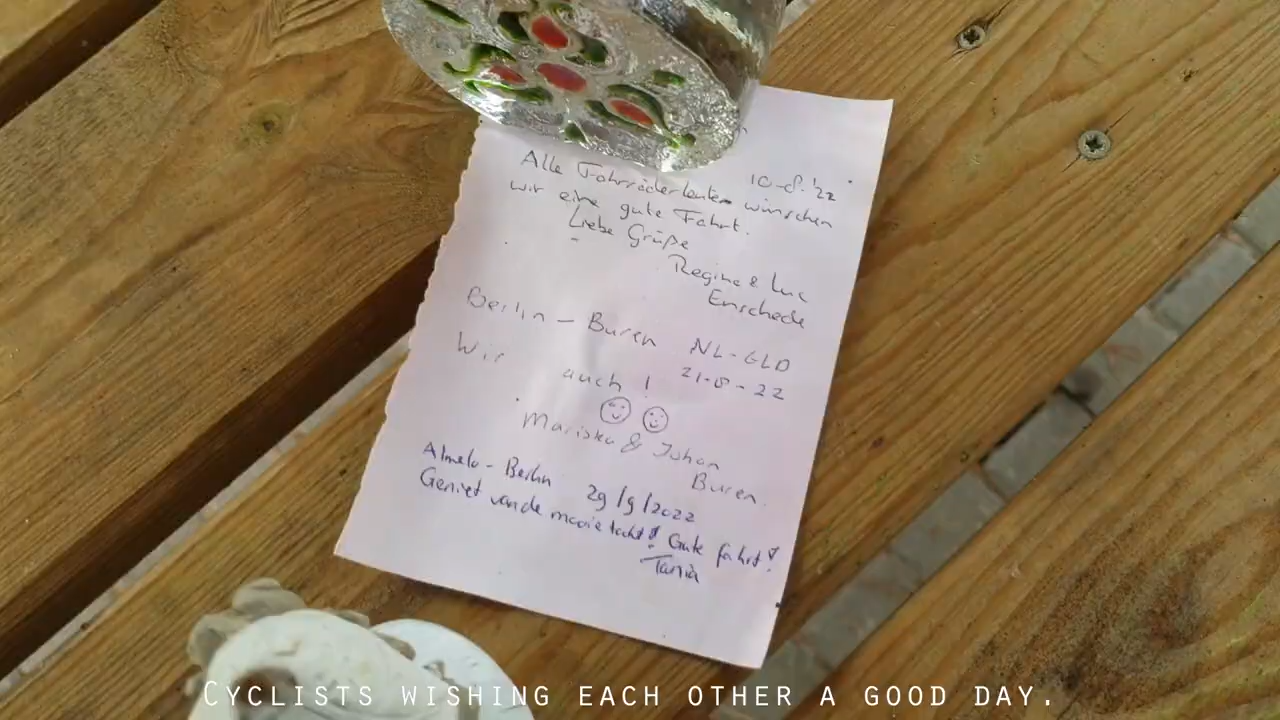 10-8-'22
Alle Fahrräderleuten wünschen
wir eine gute Fahrt.
Liebe Grüße
Regine & Luc
Enschede
Berlin – Buren NL-GLD
21-8-22
Wir auch!
Mariska & Johan
Buren
Almelo - Berlin 29/9/2022
Geniet van de mooie tocht! Gute fahrt!
Tania
CYCLISTS WISHING EACH OTHER A GOOD DAY.